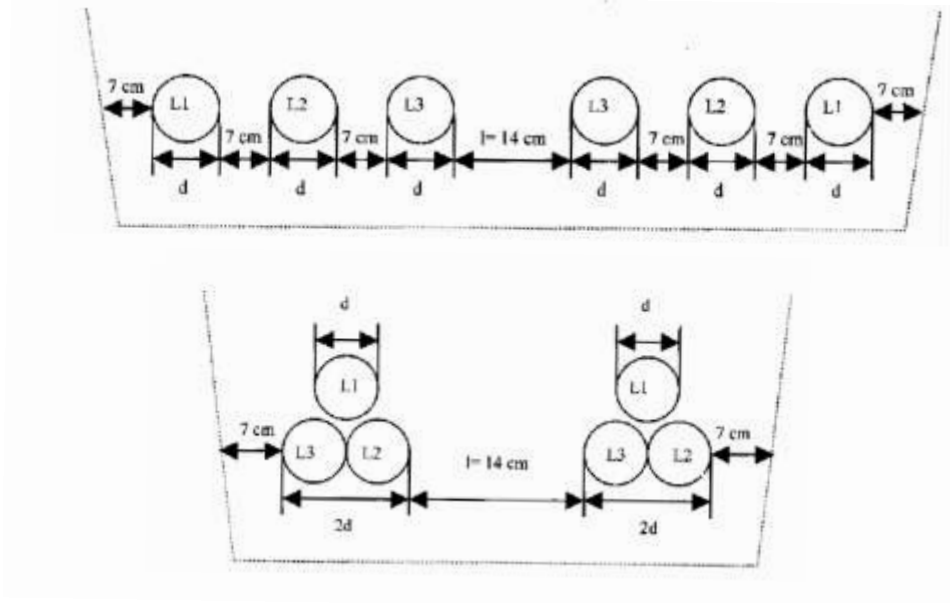 7 cm L1 L2 L3 L3 L2 L1 7 cm
7 cm 7 cm l= 14 cm 7 cm 7 cm
d d d d d d
d d
L1 L1
7 cm L3 L2 l= 14 cm L3 L2 7 cm
2d 2d